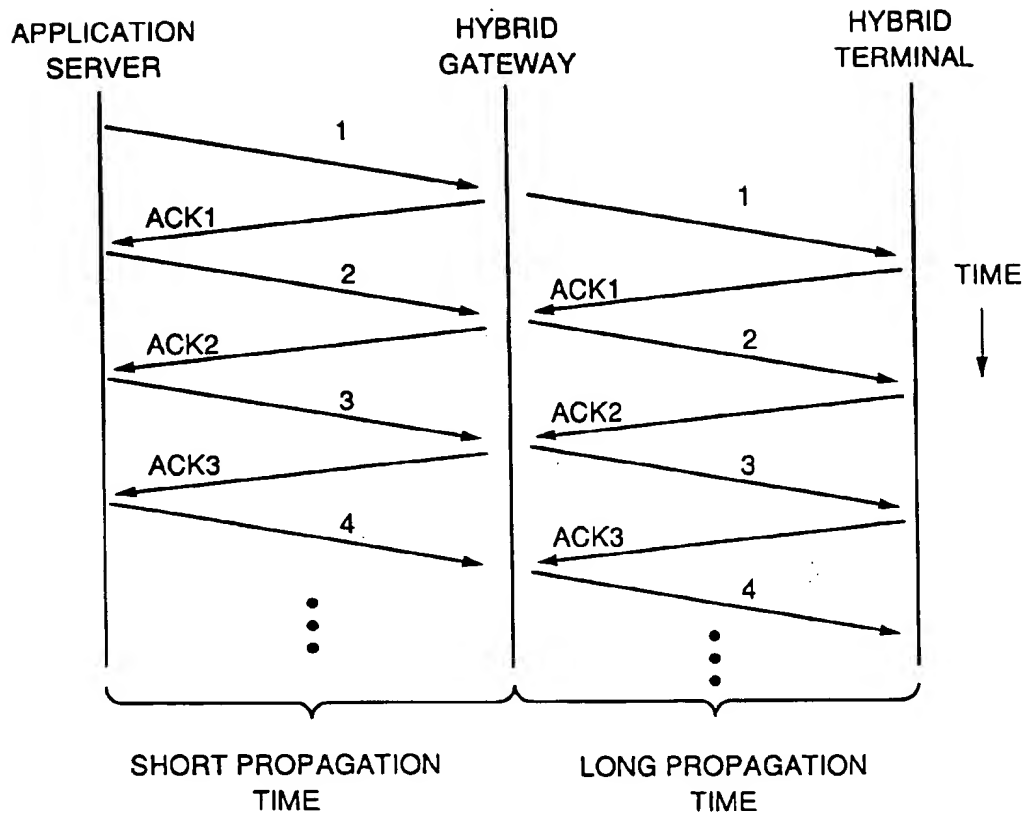 APPLICATION
SERVER
HYBRID
GATEWAY
HYBRID
TERMINAL
1
1
ACK1
2
ACK1
TIME
ACK2
2
3
ACK2
ACK3
3
4
ACK3
4
SHORT PROPAGATION
TIME
LONG PROPAGATION
TIME